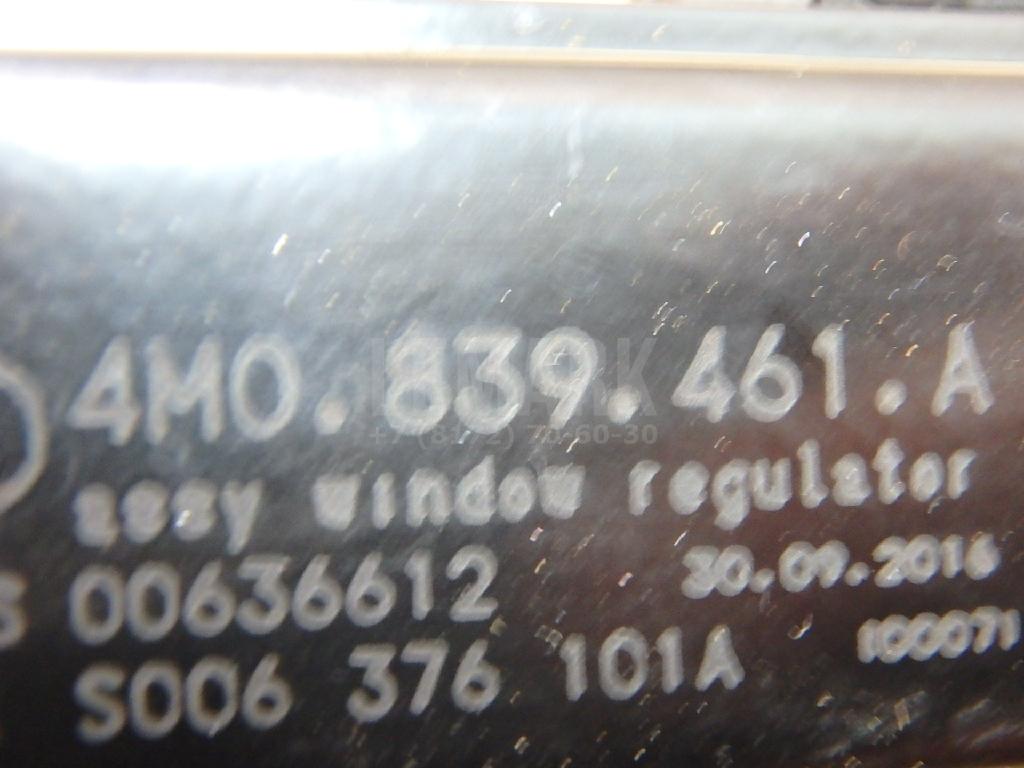 4M0.839.461.A
assy window regulator
00636612 30.09.2016
S006 376 101A 100071